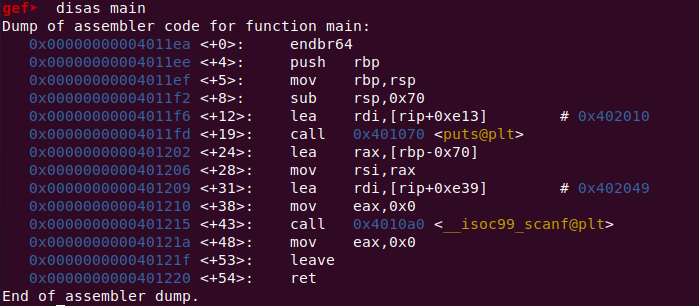 gef➤  disas main
Dump of assembler code for function main:
   0x00000000004011ea <+0>:     endbr64
   0x00000000004011ee <+4>:     push   rbp
   0x00000000004011ef <+5>:     mov    rbp,rsp
   0x00000000004011f2 <+8>:     sub    rsp,0x70
   0x00000000004011f6 <+12>:    lea    rdi,[rip+0xe13]        # 0x402010
   0x00000000004011fd <+19>:    call   0x401070 <puts@plt>
   0x0000000000401202 <+24>:    lea    rax,[rbp-0x70]
   0x0000000000401206 <+28>:    mov    rsi,rax
   0x0000000000401209 <+31>:    lea    rdi,[rip+0xe39]        # 0x402049
   0x0000000000401210 <+38>:    mov    eax,0x0
   0x0000000000401215 <+43>:    call   0x4010a0 <__isoc99_scanf@plt>
   0x000000000040121a <+48>:    mov    eax,0x0
   0x000000000040121f <+53>:    leave
   0x0000000000401220 <+54>:    ret
End of assembler dump.